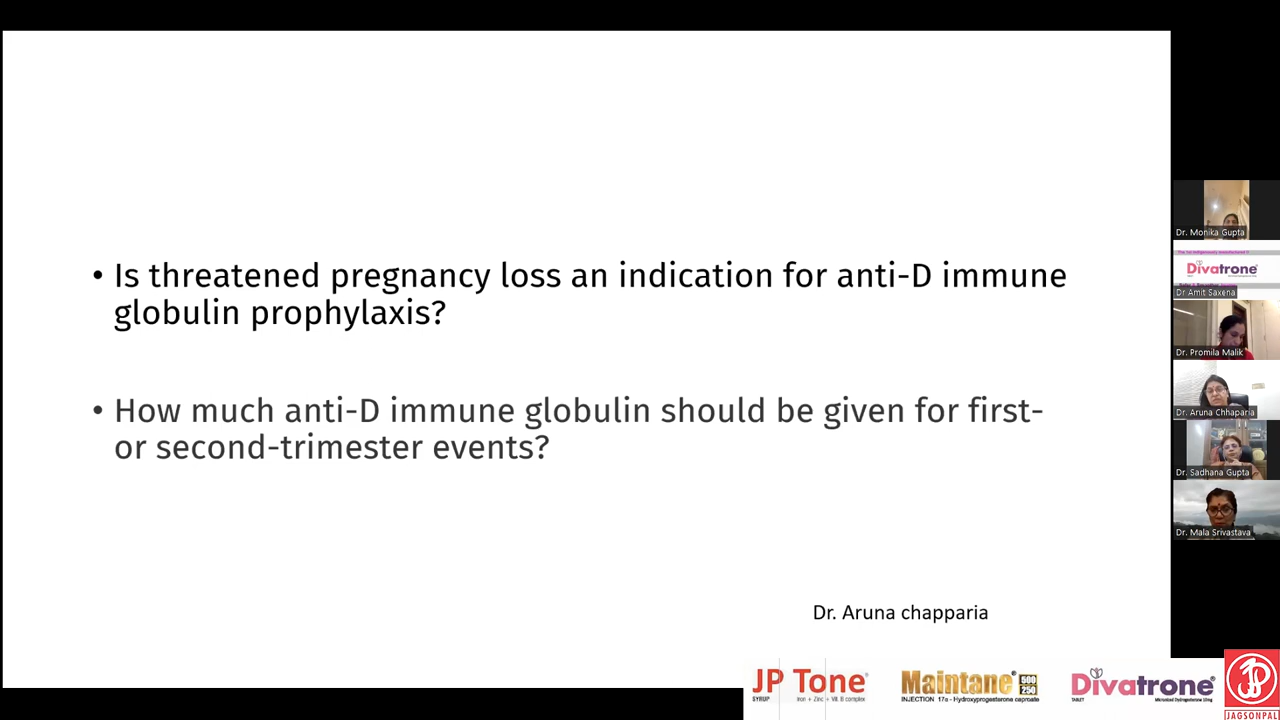 • Is threatened pregnancy loss an indication for anti-D immune
globulin prophylaxis?
• How much anti-D immune globulin should be given for first-
or second-trimester events?
Dr. Aruna chapparia
Dr. Monika Gupta
Divatrone
Dr Amit Saxena
Dr. Promila Malik
Dr. Aruna Chhaparia
Dr. Sadhana Gupta
Dr. Mala Srivastava
JP Tone
SYRUP Iron + Zinc + Vit. B complex
Maintane® 500 250
INJECTION 17α - Hydroxyprogesterone caproate
Divatrone®
TABLET
JAGSONPAL